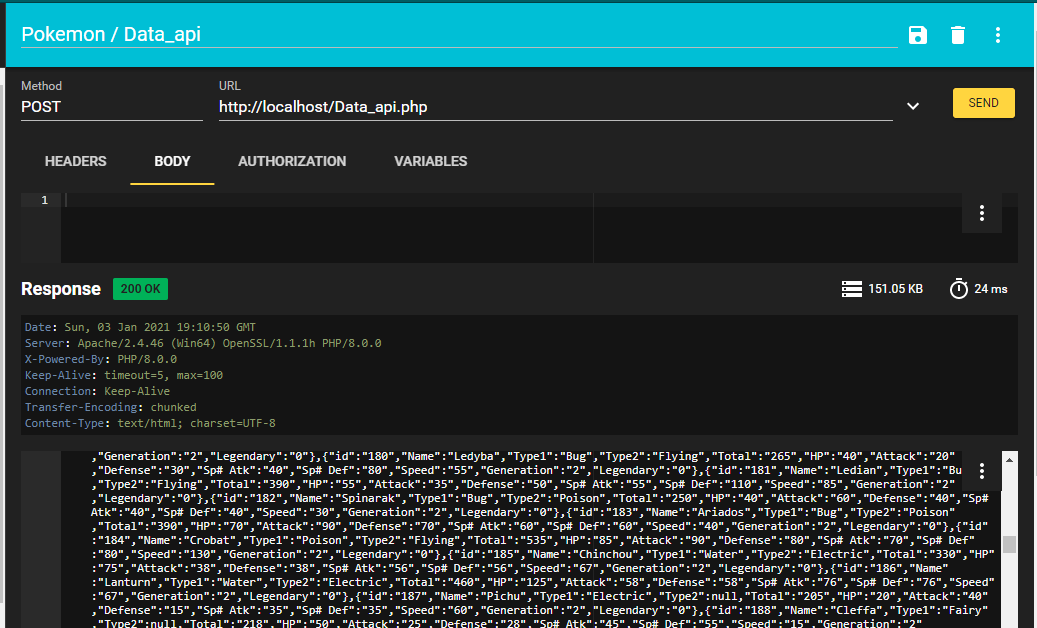 Pokemon / Data_api
Method
URL
POST
http://localhost/Data_api.php
SEND
HEADERS
BODY
AUTHORIZATION
VARIABLES
1
Response
200 OK
151.05 KB
24 ms
Date: Sun, 03 Jan 2021 19:10:50 GMT
Server: Apache/2.4.46 (Win64) OpenSSL/1.1.1h PHP/8.0.0
X-Powered-By: PHP/8.0.0
Keep-Alive: timeout=5, max=100
Connection: Keep-Alive
Transfer-Encoding: chunked
Content-Type: text/html; charset=UTF-8
,"Generation":"2","Legendary":"0"},{"id":"180","Name":"Ledyba","Type1":"Bug","Type2":"Flying","Total":"265","HP":"40","Attack":"20"
,"Defense":"30","Sp# Atk":"40","Sp# Def":"80","Speed":"55","Generation":"2","Legendary":"0"},{"id":"181","Name":"Ledian","Type1":"Bu
,"Type2":"Flying","Total":"390","HP":"55","Attack":"35","Defense":"50","Sp# Atk":"55","Sp# Def":"110","Speed":"85","Generation":"2"
,"Legendary":"0"},{"id":"182","Name":"Spinarak","Type1":"Bug","Type2":"Poison","Total":"250","HP":"40","Attack":"60","Defense":"40","Sp#
Atk":"40","Sp# Def":"40","Speed":"30","Generation":"2","Legendary":"0"},{"id":"183","Name":"Ariados","Type1":"Bug","Type2":"Poison"
,"Total":"390","HP":"70","Attack":"90","Defense":"70","Sp# Atk":"60","Sp# Def":"60","Speed":"40","Generation":"2","Legendary":"0"},{"id"
:"184","Name":"Crobat","Type1":"Poison","Type2":"Flying","Total":"535","HP":"85","Attack":"90","Defense":"80","Sp# Atk":"70","Sp# Def"
:"80","Speed":"130","Generation":"2","Legendary":"0"},{"id":"185","Name":"Chinchou","Type1":"Water","Type2":"Electric","Total":"330","HP"
:"75","Attack":"38","Defense":"38","Sp# Atk":"56","Sp# Def":"56","Speed":"67","Generation":"2","Legendary":"0"},{"id":"186","Name"
:"Lanturn","Type1":"Water","Type2":"Electric","Total":"460","HP":"125","Attack":"58","Defense":"58","Sp# Atk":"76","Sp# Def":"76","Speed"
:"67","Generation":"2","Legendary":"0"},{"id":"187","Name":"Pichu","Type1":"Electric","Type2":null,"Total":"205","HP":"20","Attack":"40"
,"Defense":"15","Sp# Atk":"35","Sp# Def":"35","Speed":"60","Generation":"2","Legendary":"0"},{"id":"188","Name":"Cleffa","Type1":"Fairy"
,"Type2":null,"Total":"218","HP":"50","Attack":"25","Defense":"28","Sp# Atk":"45","Sp# Def":"55","Speed":"15","Generation":"2"